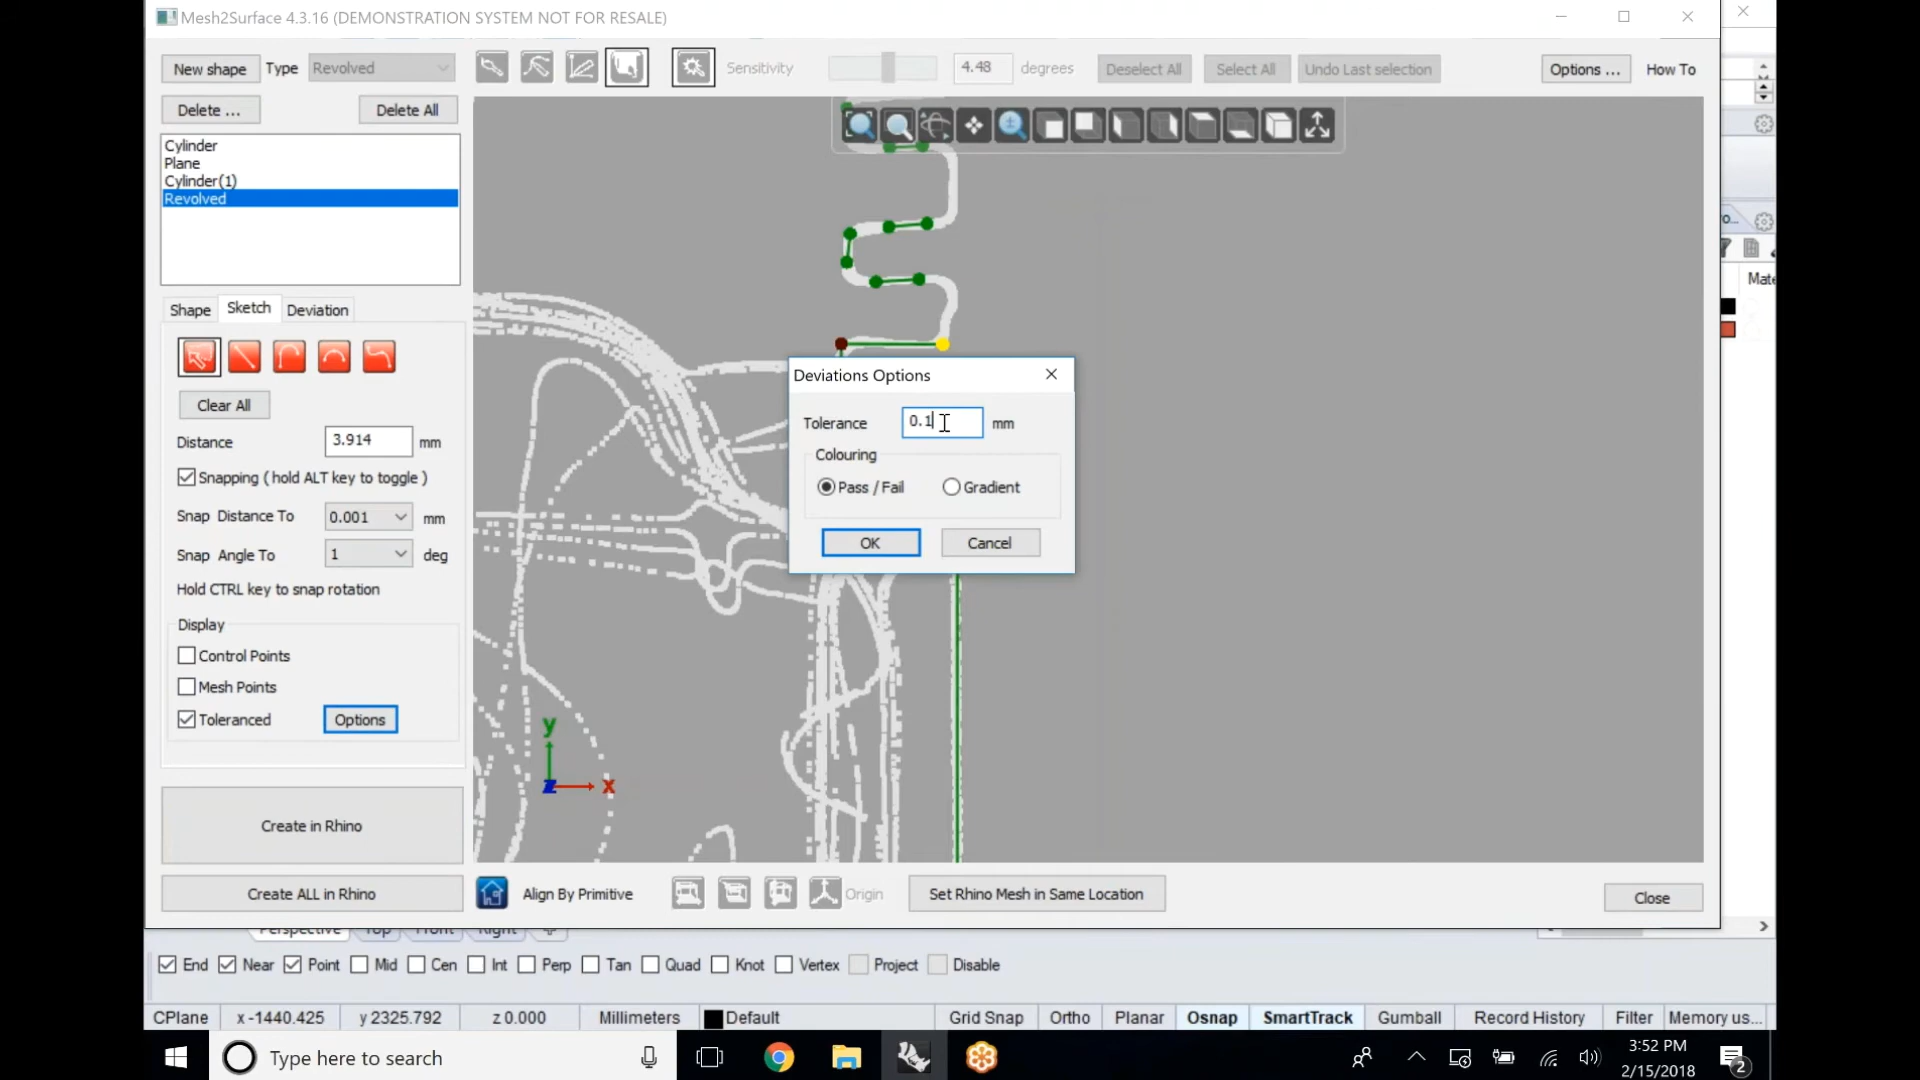 Mesh2Surface 4.3.16 (DEMONSTRATION SYSTEM NOT FOR RESALE)
New shape Type Revolved
Sensitivity 4.48 degrees Deselect All Select All Undo Last selection Options ... How To
Delete ... Delete All
Cylinder
Plane
Cylinder(1)
Revolved
Shape Sketch Deviation
Clear All
Distance 3.914 mm
Snapping ( hold ALT key to toggle )
Snap Distance To 0.001 mm
Snap Angle To 1 deg
Hold CTRL key to snap rotation
Display
Control Points
Mesh Points
Toleranced Options
Create in Rhino
Create ALL in Rhino
Deviations Options
Tolerance 0.1 mm
Colouring
Pass / Fail Gradient
OK Cancel
y
z x
Align By Primitive Origin Set Rhino Mesh in Same Location Close
Perspective Top Front Right
End Near Point Mid Cen Int Perp Tan Quad Knot Vertex Project Disable
CPlane x -1440.425 y 2325.792 z 0.000 Millimeters Default Grid Snap Ortho Planar Osnap SmartTrack Gumball Record History Filter Memory us...
Type here to search
3:52 PM
2/15/2018
2